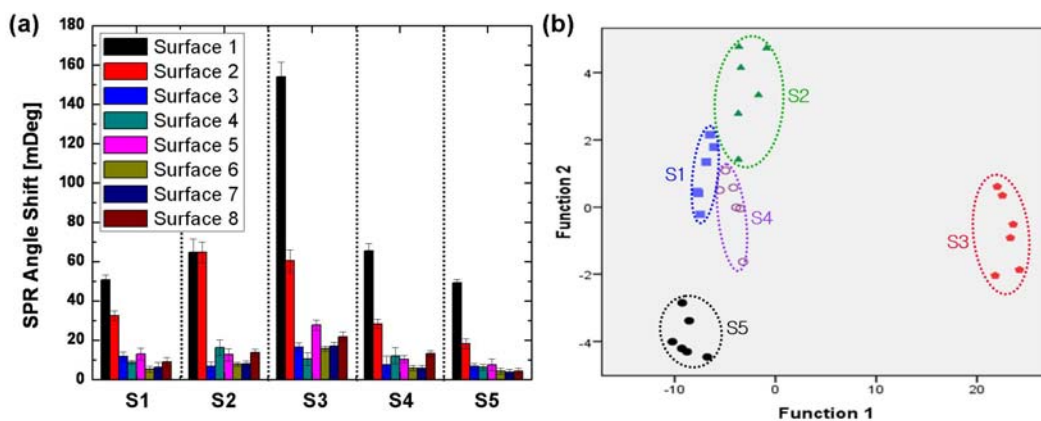 (a)
SPR Angle Shift [mDeg]
180
160
140
120
100
80
60
40
20
0
Surface 1
Surface 2
Surface 3
Surface 4
Surface 5
Surface 6
Surface 7
Surface 8
S1 S2 S3 S4 S5
(b)
Function 2
4
2
0
-2
-4
S2
S1
S4
S3
S5
-10 0 10 20
Function 1